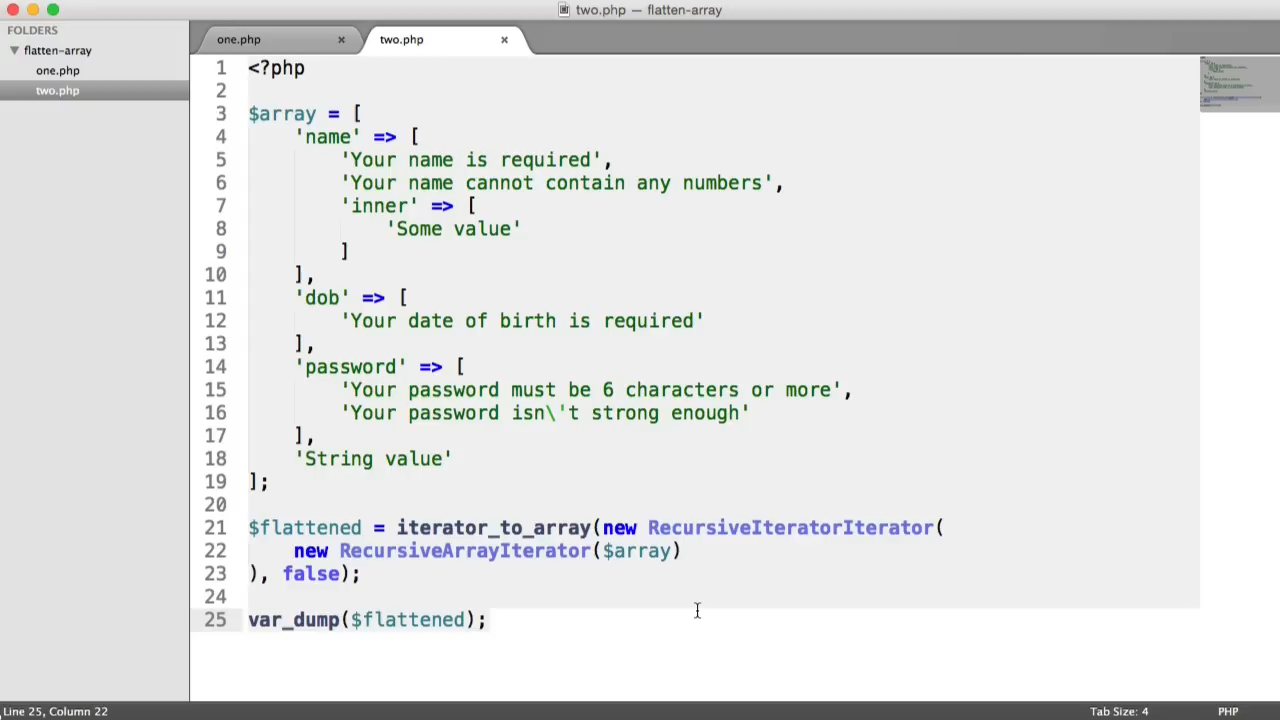 two.php — flatten-array
FOLDERS
flatten-array
one.php
two.php
one.php × two.php ×
1 <?php
2
3 $array = [
4     'name' => [
5         'Your name is required',
6         'Your name cannot contain any numbers',
7         'inner' => [
8             'Some value'
9         ]
10     ],
11     'dob' => [
12         'Your date of birth is required'
13     ],
14     'password' => [
15         'Your password must be 6 characters or more',
16         'Your password isn\'t strong enough'
17     ],
18     'String value'
19 ];
20
21 $flattened = iterator_to_array(new RecursiveIteratorIterator(
22     new RecursiveArrayIterator($array)
23 ), false);
24
25 var_dump($flattened);
Line 25, Column 22 Tab Size: 4 PHP